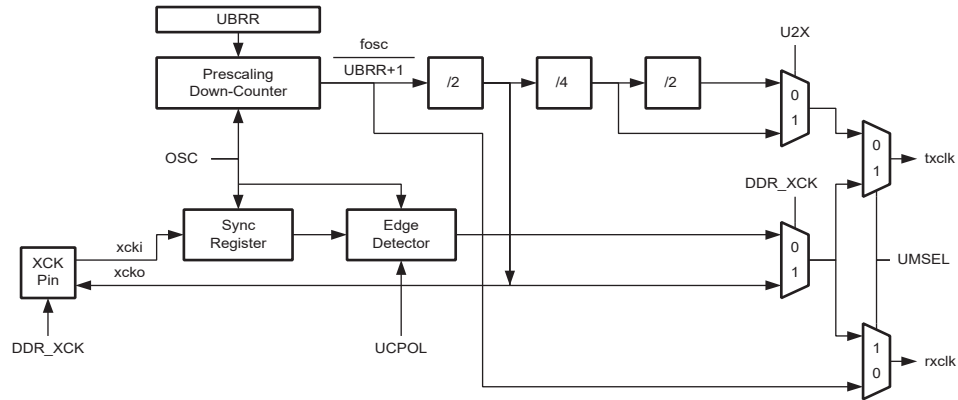 UBRR
Prescaling
Down-Counter
fosc
UBRR+1
/2
/4
/2
U2X
0
1
OSC
0
1
txclk
DDR_XCK
Sync
Register
Edge
Detector
0
1
UMSEL
xcki
xcko
XCK
Pin
DDR_XCK
UCPOL
1
0
rxclk